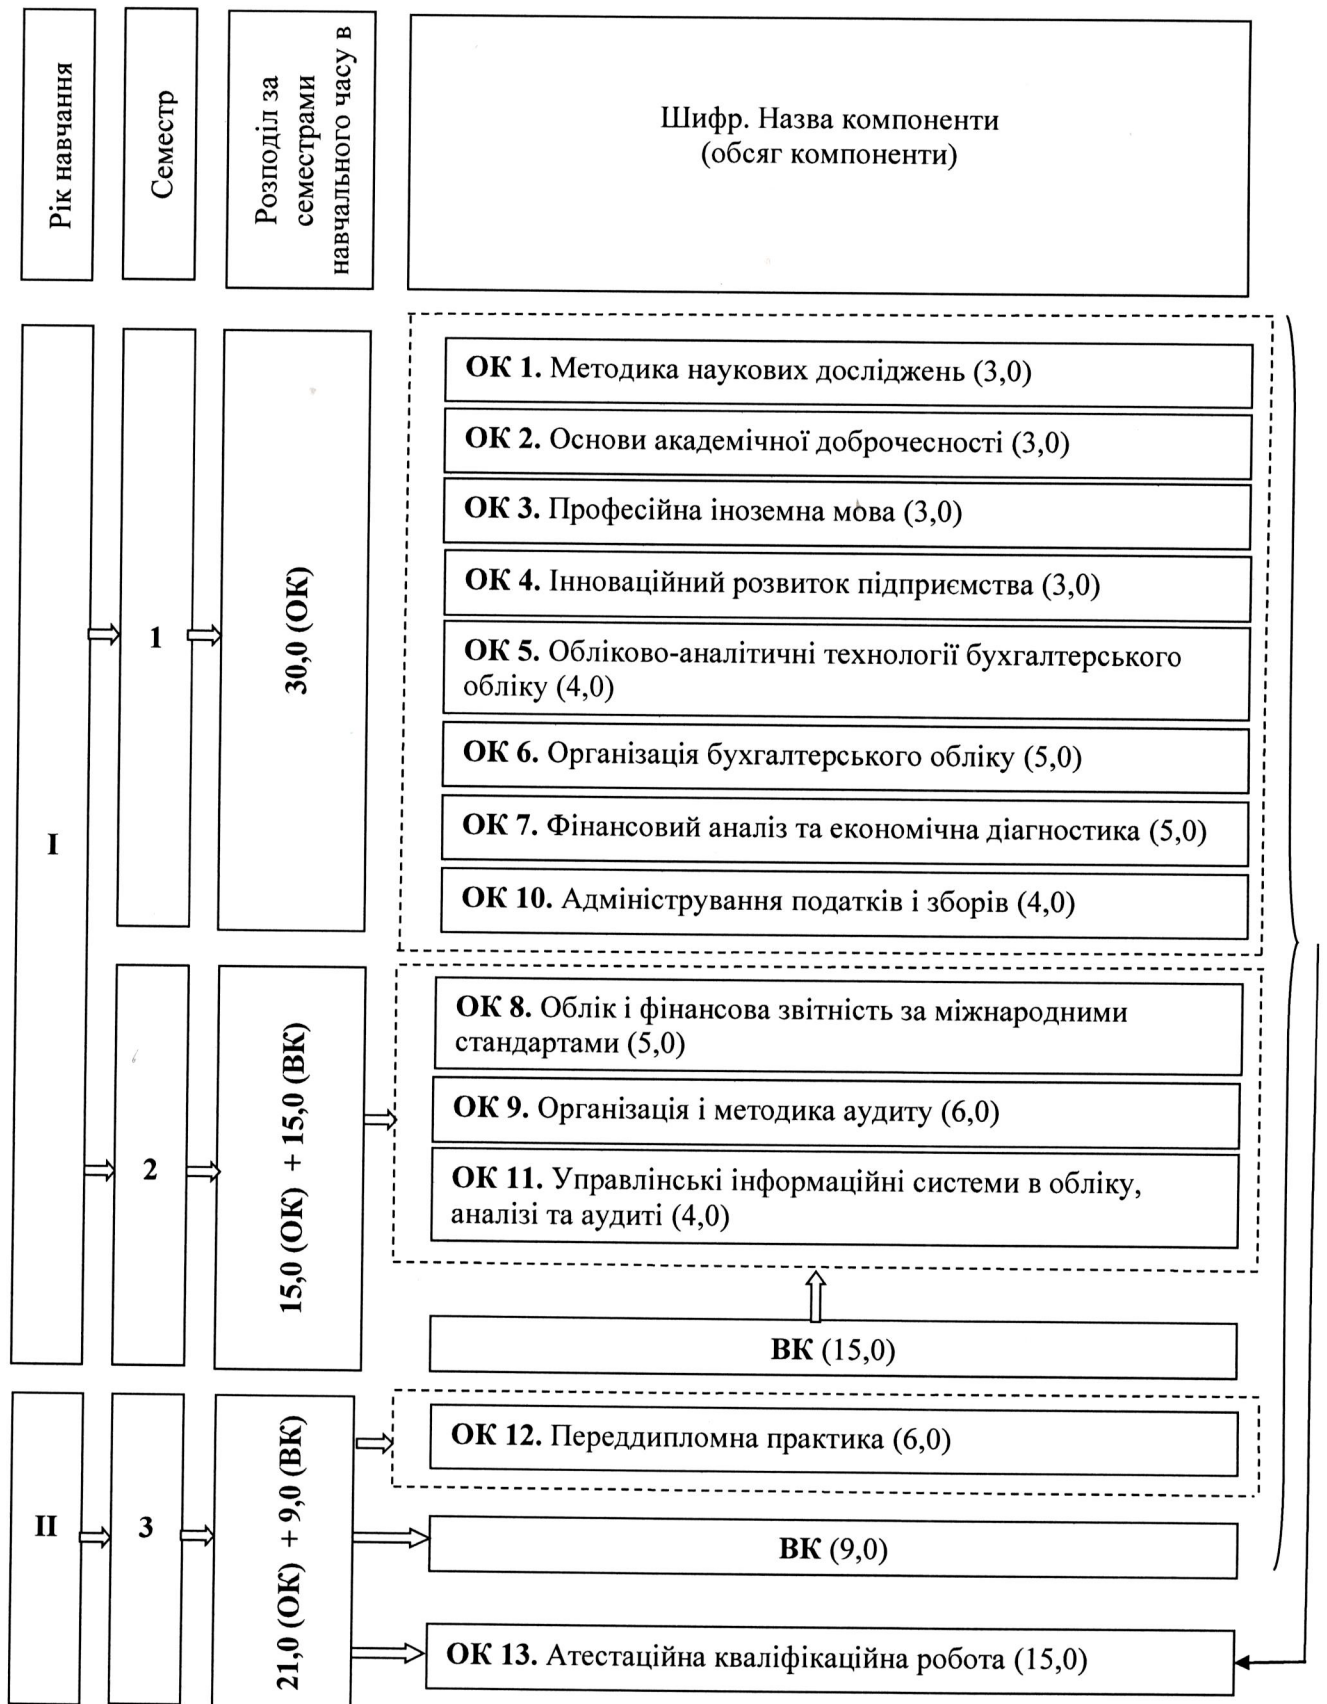 Рік навчання
Семестр
Розподіл за
семестрами
навчального часу в
Шифр. Назва компоненти
(обсяг компоненти)
I
1
30,0 (ОК)
ОК 1. Методика наукових досліджень (3,0)
ОК 2. Основи академічної доброчесності (3,0)
ОК 3. Професійна іноземна мова (3,0)
ОК 4. Інноваційний розвиток підприємства (3,0)
ОК 5. Обліково-аналітичні технології бухгалтерського
обліку (4,0)
ОК 6. Організація бухгалтерського обліку (5,0)
ОК 7. Фінансовий аналіз та економічна діагностика (5,0)
ОК 10. Адміністрування податків і зборів (4,0)
2
15,0 (ОК) + 15,0 (ВК)
ОК 8. Облік і фінансова звітність за міжнародними
стандартами (5,0)
ОК 9. Організація і методика аудиту (6,0)
ОК 11. Управлінські інформаційні системи в обліку,
аналізі та аудиті (4,0)
ВК (15,0)
II
3
21,0 (ОК) + 9,0 (ВК)
ОК 12. Переддипломна практика (6,0)
ВК (9,0)
ОК 13. Атестаційна кваліфікаційна робота (15,0)